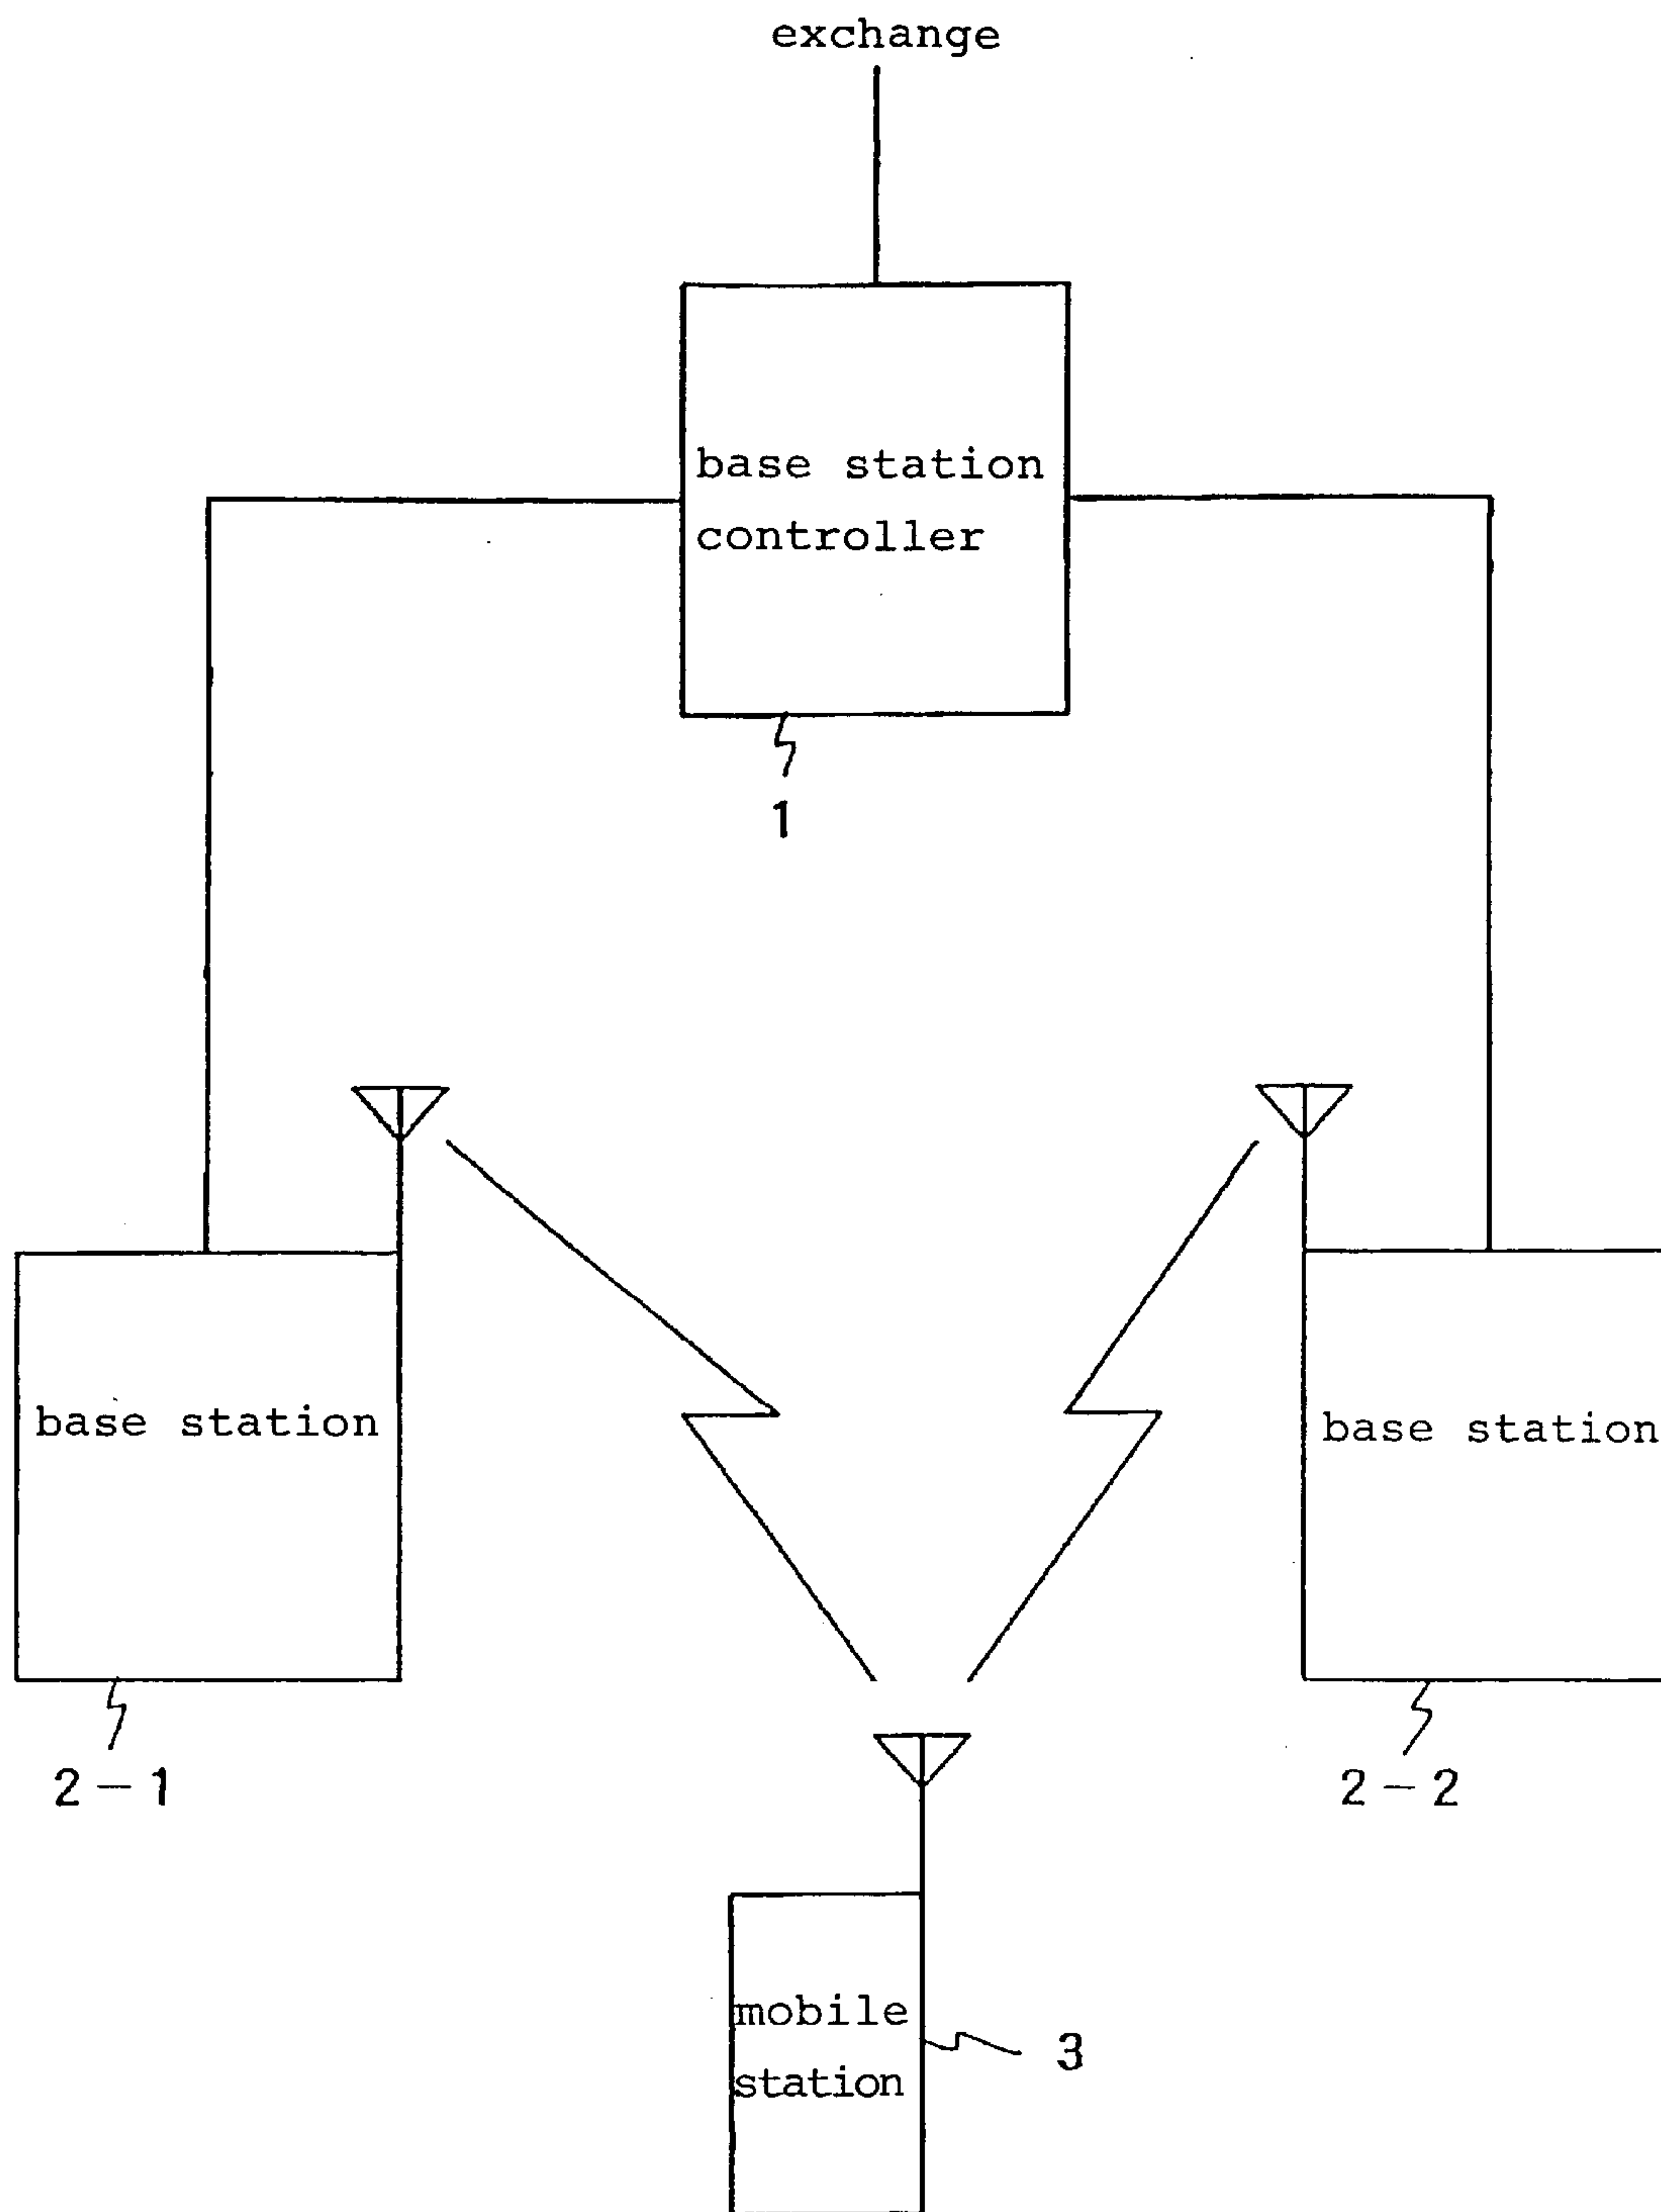 exchange
base station
controller
1
base station
base station
2-1
2-2
mobile
station
3